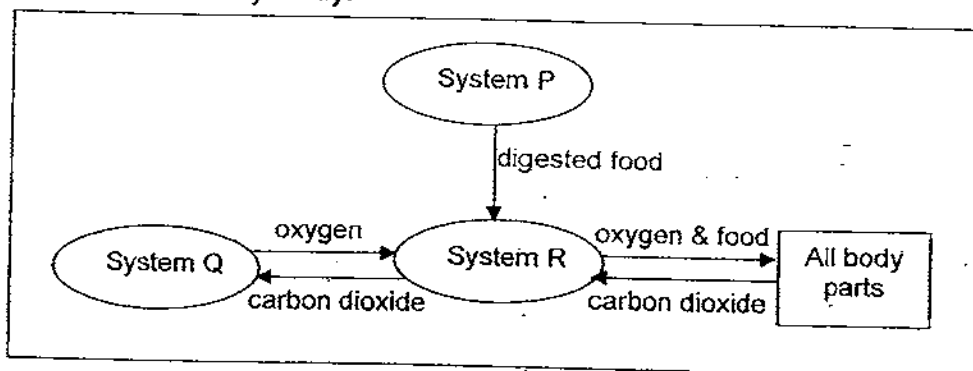 System P
digested food
System Q
oxygen
carbon dioxide
System R
oxygen & food
carbon dioxide
All body
parts